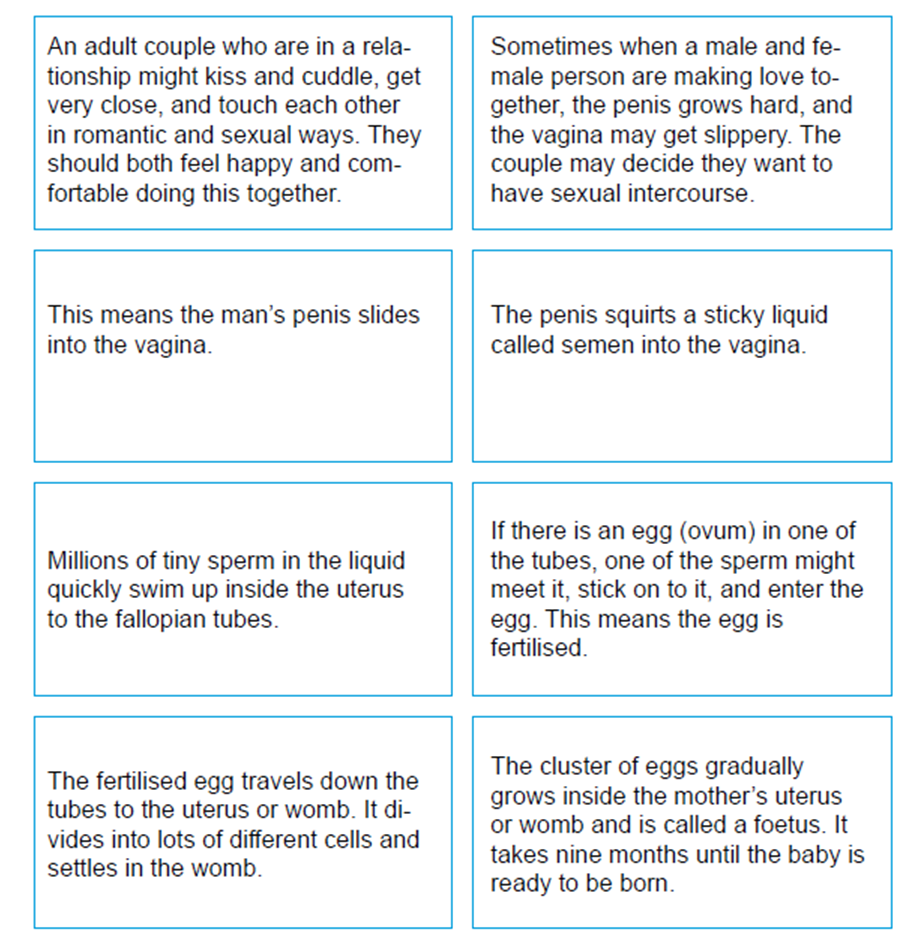 An adult couple who are in a rela-
tionship might kiss and cuddle, get
very close, and touch each other
in romantic and sexual ways. They
should both feel happy and com-
fortable doing this together.
Sometimes when a male and fe-
male person are making love to-
gether, the penis grows hard, and
the vagina may get slippery. The
couple may decide they want to
have sexual intercourse.
This means the man’s penis slides
into the vagina.
The penis squirts a sticky liquid
called semen into the vagina.
Millions of tiny sperm in the liquid
quickly swim up inside the uterus
to the fallopian tubes.
If there is an egg (ovum) in one of
the tubes, one of the sperm might
meet it, stick on to it, and enter the
egg. This means the egg is
fertilised.
The fertilised egg travels down the
tubes to the uterus or womb. It di-
vides into lots of different cells and
settles in the womb.
The cluster of eggs gradually
grows inside the mother’s uterus
or womb and is called a foetus. It
takes nine months until the baby is
ready to be born.